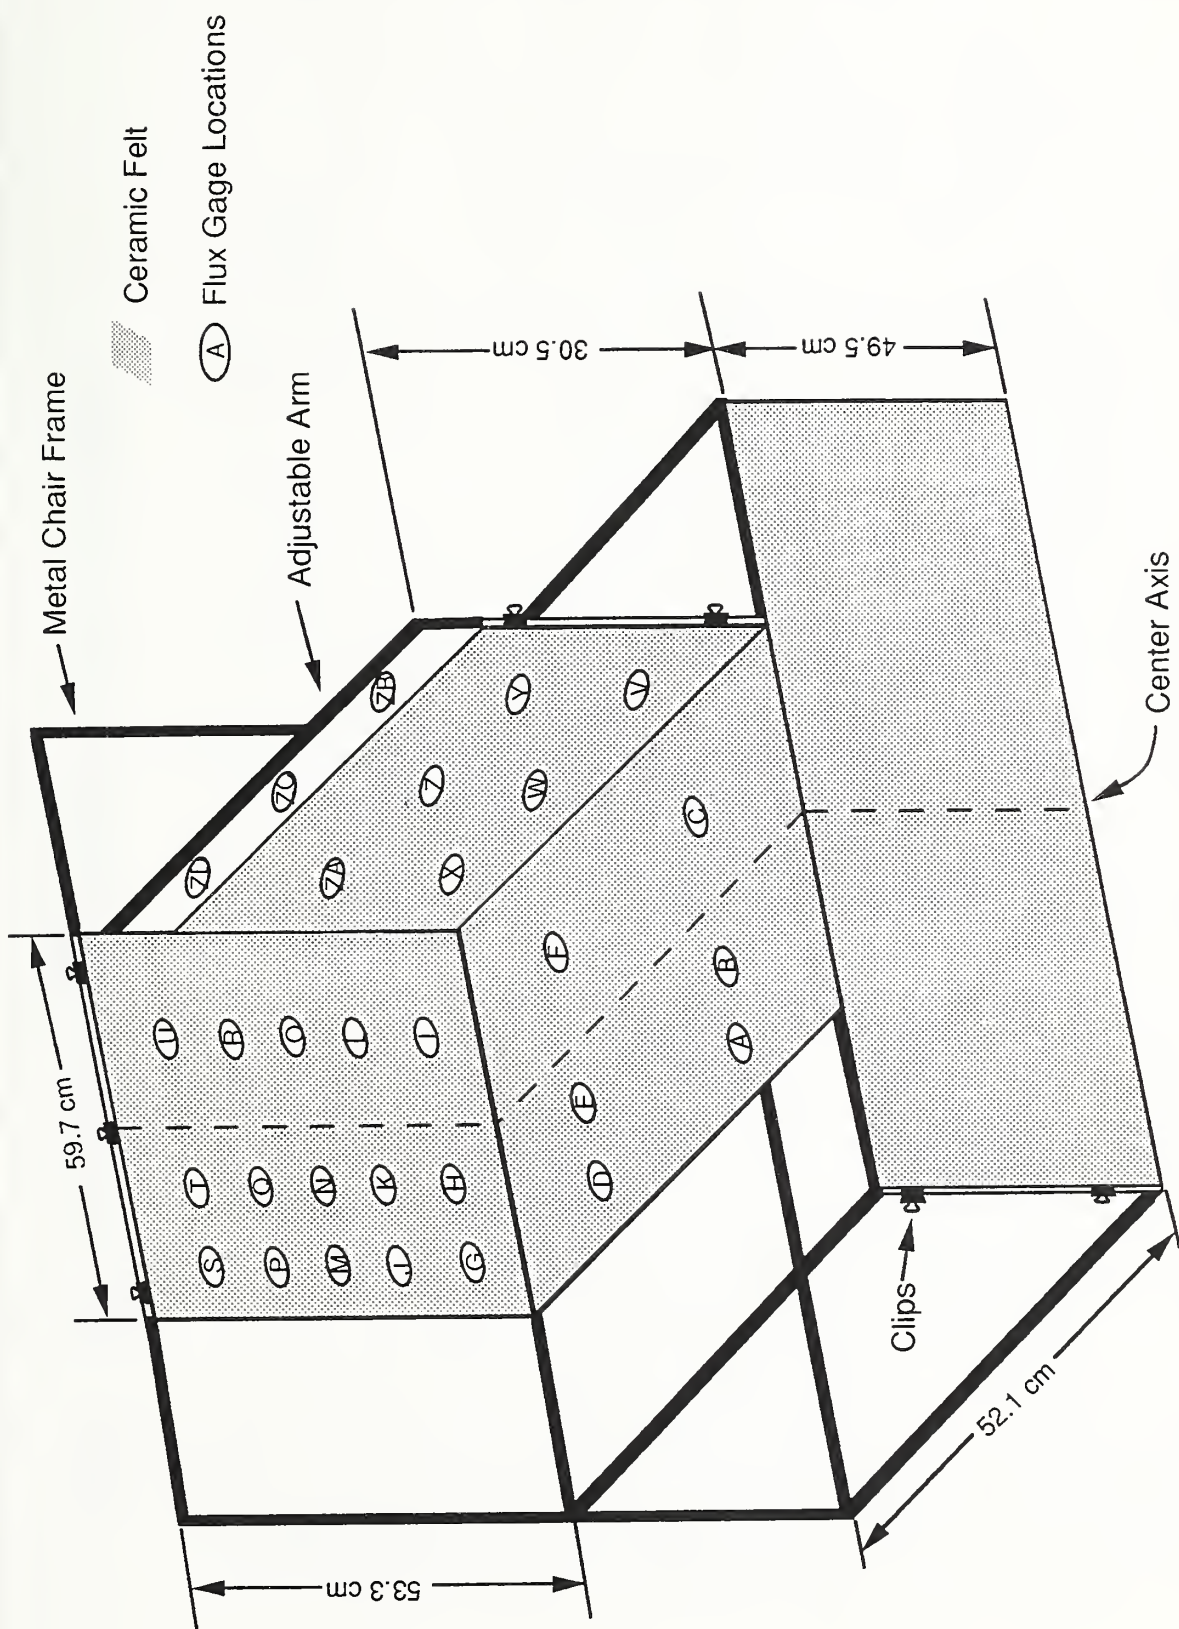 Metal Chair Frame
Ceramic Felt
A Flux Gage Locations
Adjustable Arm
59.7 cm
30.5 cm
49.5 cm
53.3 cm
52.1 cm
Clips
Center Axis
S T U
P Q B
M N O
J K L
G H I
ZD ZC ZB
ZA Z Y
X W V
D E F
A B C